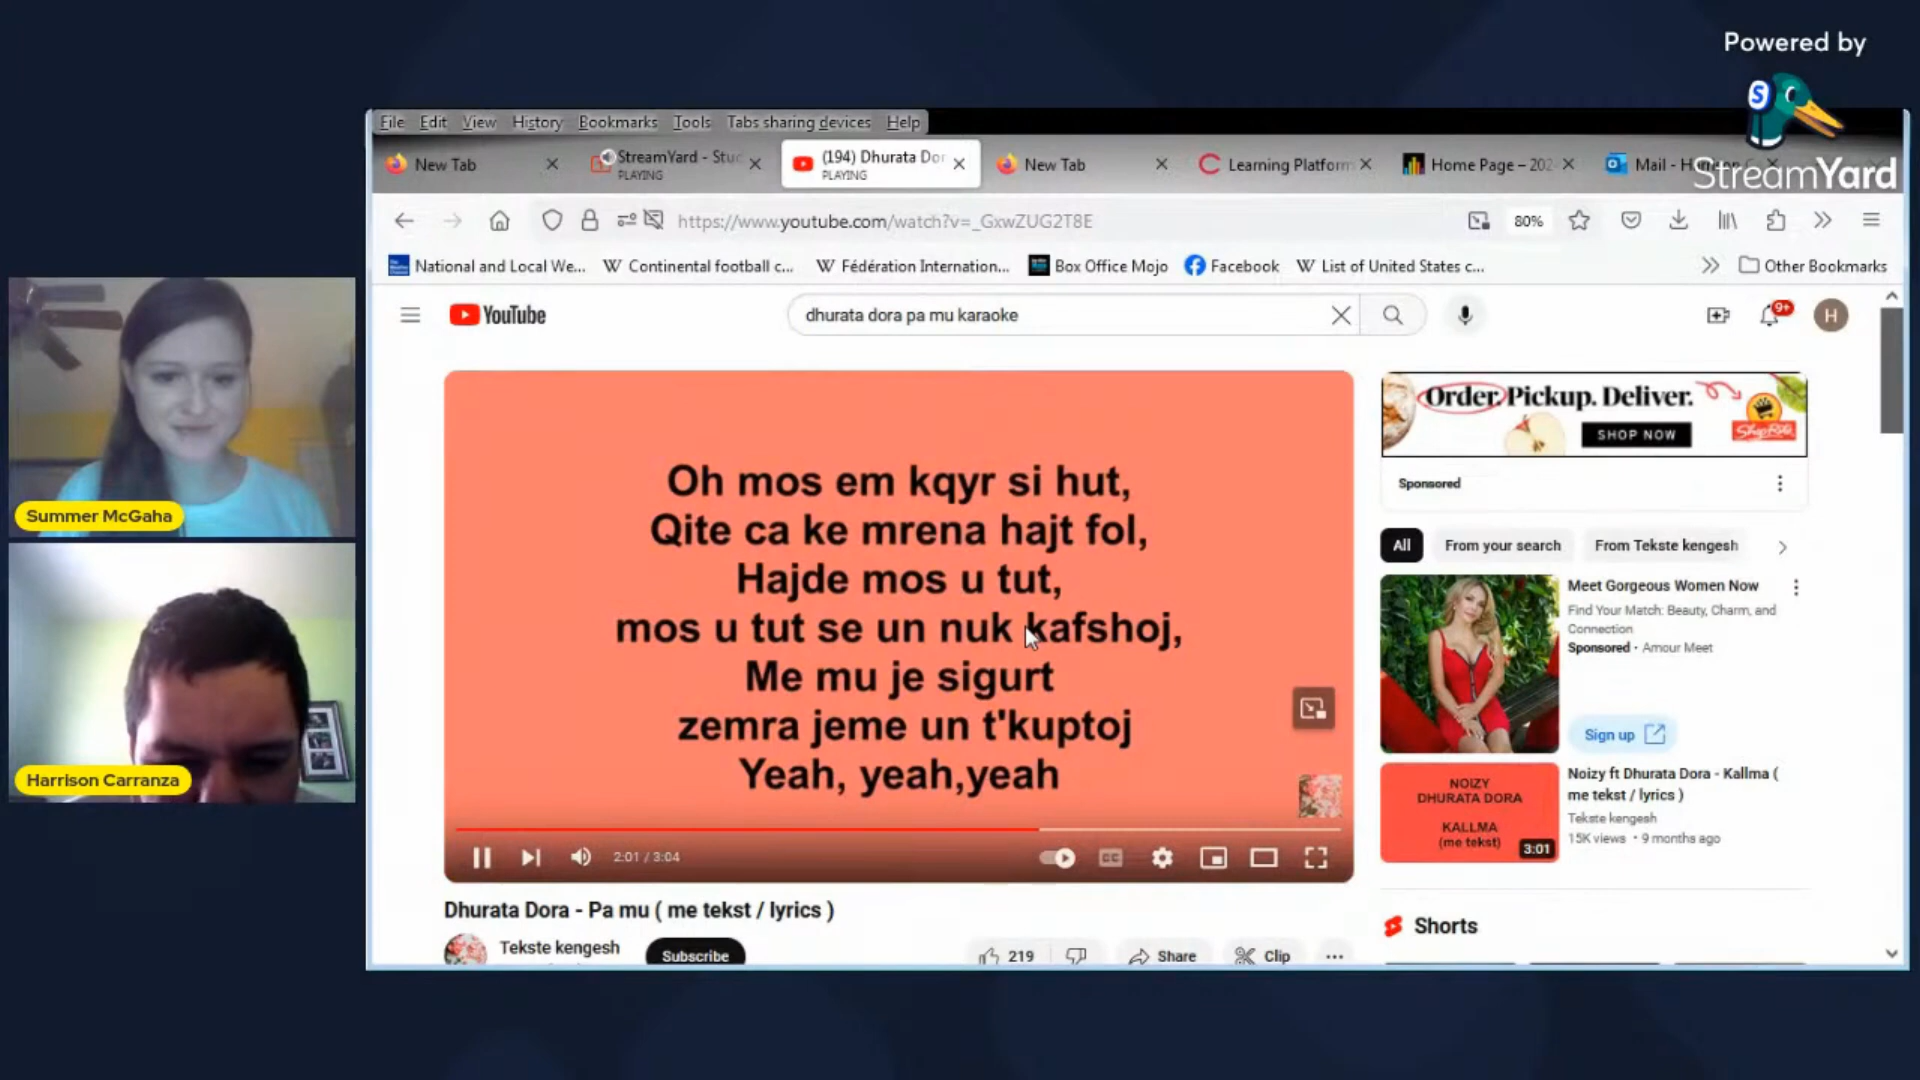 Powered by
StreamYard
File Edit View History Bookmarks Tools Tabs sharing devices Help
New Tab
StreamYard - Stud
PLAYING
(194) Dhurata Dor
PLAYING
New Tab
Learning Platform
Home Page – 202
Mail - H
https://www.youtube.com/watch?v=_GxwZUG2T8E
80%
National and Local We...
Continental football c...
Fédération Internation...
Box Office Mojo
Facebook
List of United States c...
Other Bookmarks
YouTube
dhurata dora pa mu karaoke
9+
H
Oh mos em kqyr si hut,
Qite ca ke mrena hajt fol,
Hajde mos u tut,
mos u tut se un nuk kafshoj,
Me mu je sigurt
zemra jeme un t'kuptoj
Yeah, yeah,yeah
2:01 / 3:04
CC
Dhurata Dora - Pa mu ( me tekst / lyrics )
Tekste kengesh
Subscribe
219
Share
Clip
Order. Pickup. Deliver.
SHOP NOW
ShopRite
Sponsored
All
From your search
From Tekste kengesh
Meet Gorgeous Women Now
Find Your Match: Beauty, Charm, and
Connection
Sponsored · Amour Meet
Sign up
NOIZY
DHURATA DORA
KALLMA
(me tekst)
3:01
Noizy ft Dhurata Dora - Kallma (
me tekst / lyrics )
Tekste kengesh
15K views • 9 months ago
Shorts
Summer McGaha
Harrison Carranza